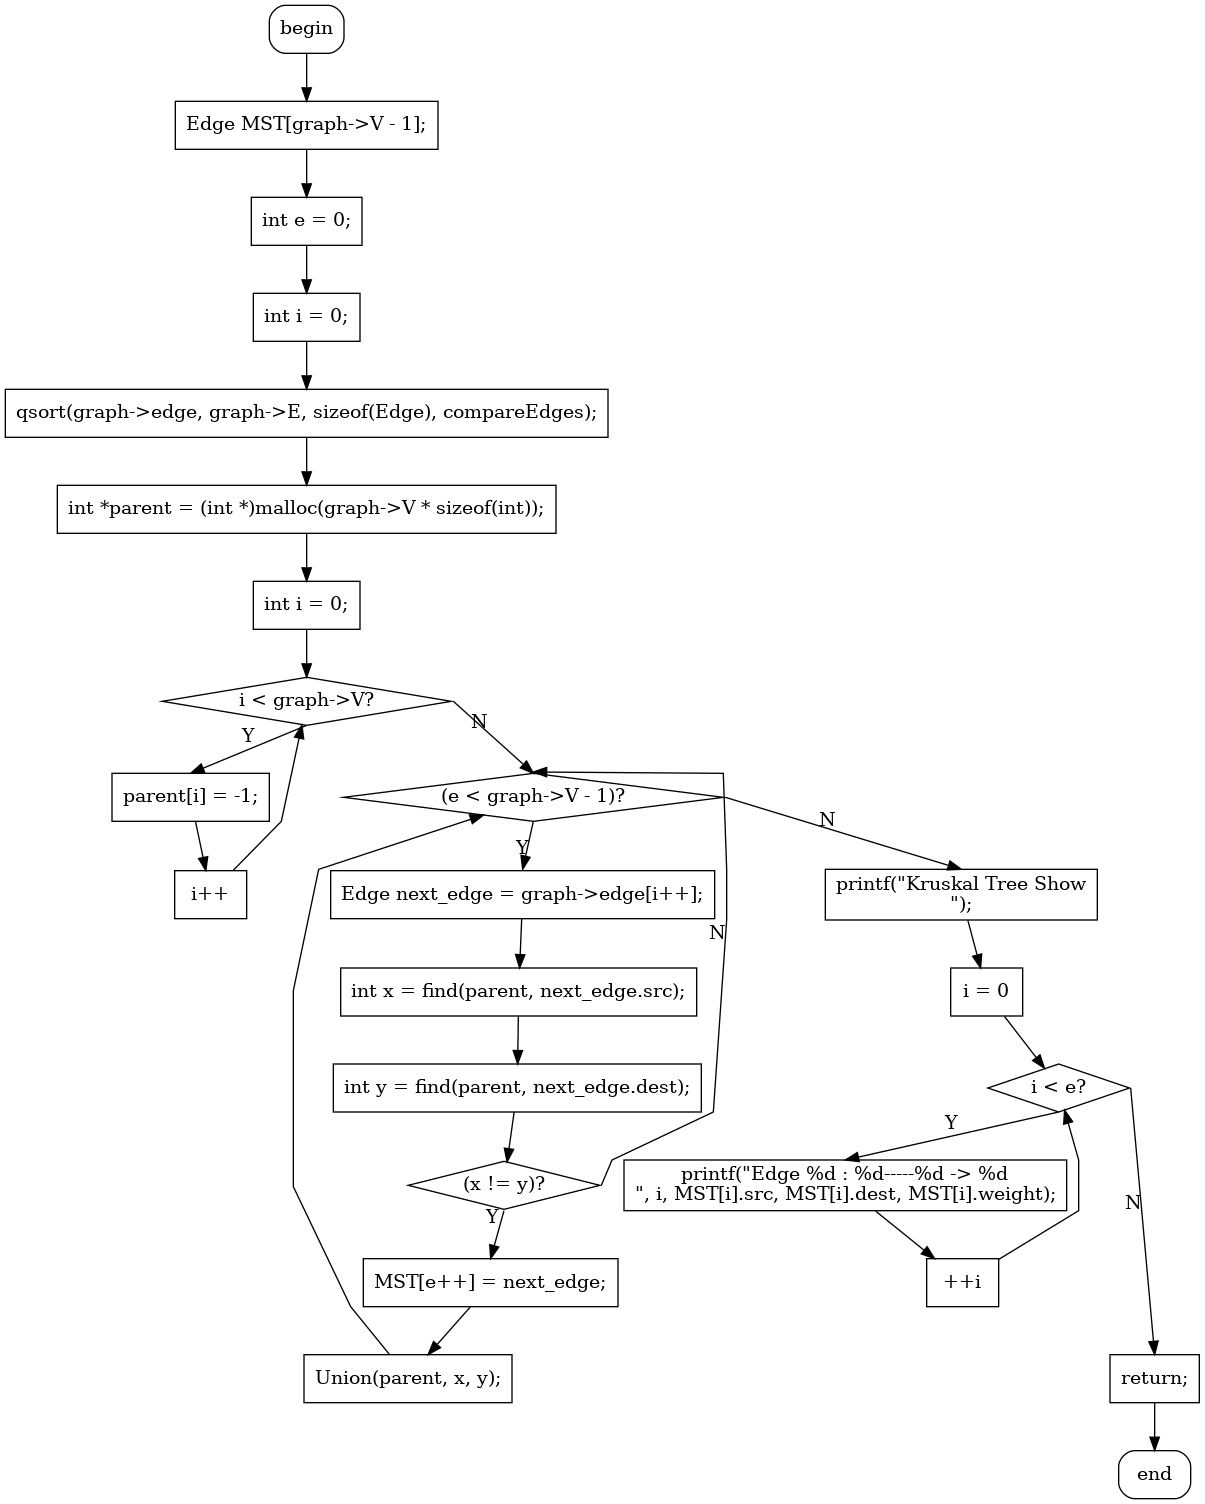 begin
Edge MST[graph->V - 1];
int e = 0;
int i = 0;
qsort(graph->edge, graph->E, sizeof(Edge), compareEdges);
int *parent = (int *)malloc(graph->V * sizeof(int));
int i = 0;
i < graph->V?
Y
N
parent[i] = -1;
i++
(e < graph->V - 1)?
Y
N
Edge next_edge = graph->edge[i++];
int x = find(parent, next_edge.src);
int y = find(parent, next_edge.dest);
(x != y)?
N
Y
MST[e++] = next_edge;
Union(parent, x, y);
printf("Kruskal Tree Show
");
i = 0
i < e?
Y
N
printf("Edge %d : %d-----%d -> %d
", i, MST[i].src, MST[i].dest, MST[i].weight);
++i
return;
end